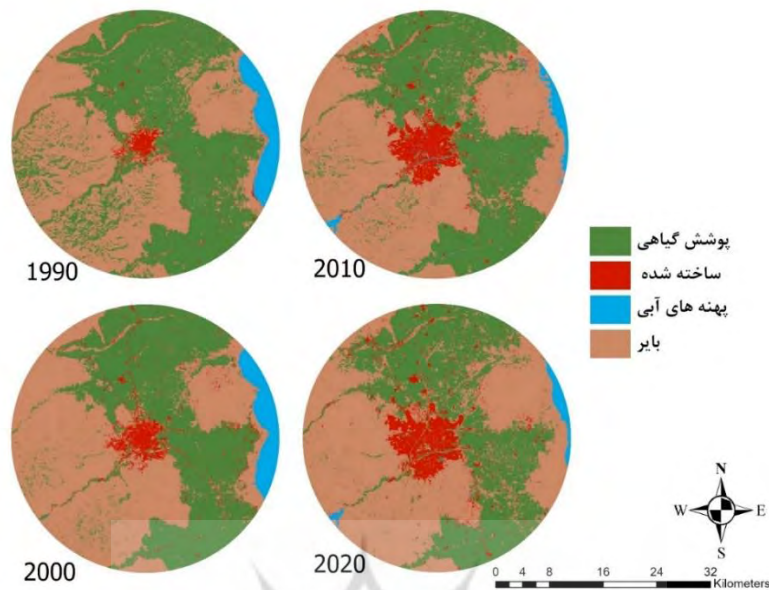 1990
2010
پوشش گیاهی
ساخته شده
پهنه های آبی
بایر
2000
2020
N
W E
S
0 4 8 16 24 32
Kilometers